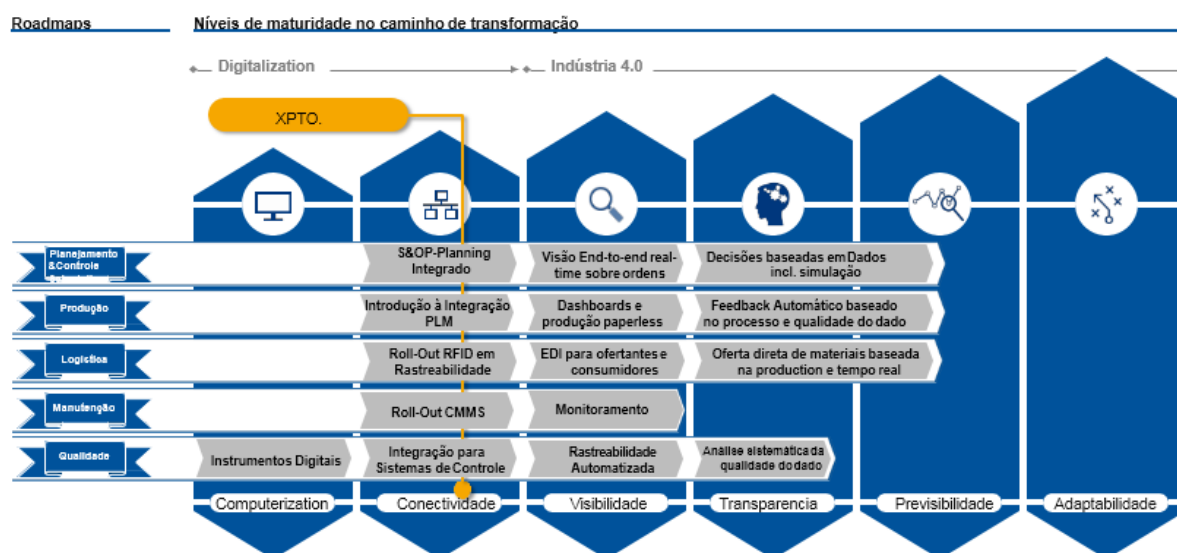 Roadmaps
Níveis de maturidade no caminho de transformação
Digitalization
Indústria 4.0
XPTO.
Planejamento
&Controle
S&OP-Planning
Integrado
Visão End-to-end real-
time sobre ordens
Decisões baseadas em Dados
incl. simulação
Produção
Introdução à Integração
PLM
Dashboards e
produção paperless
Feedback Automático baseado
no processo e qualidade do dado
Logística
Roll-Out RFID em
Rastreabilidade
EDI para ofertantes e
consumidores
Oferta direta de materiais baseada
na production e tempo real
Manutenção
Roll-Out CMMS
Monitoramento
Qualidade
Instrumentos Digitais
Integração para
Sistemas de Controle
Rastreabilidade
Automatizada
Análise sistemática da
qualidade do dado
Computerization
Conectividade
Visibilidade
Transparencia
Previsibilidade
Adaptabilidade